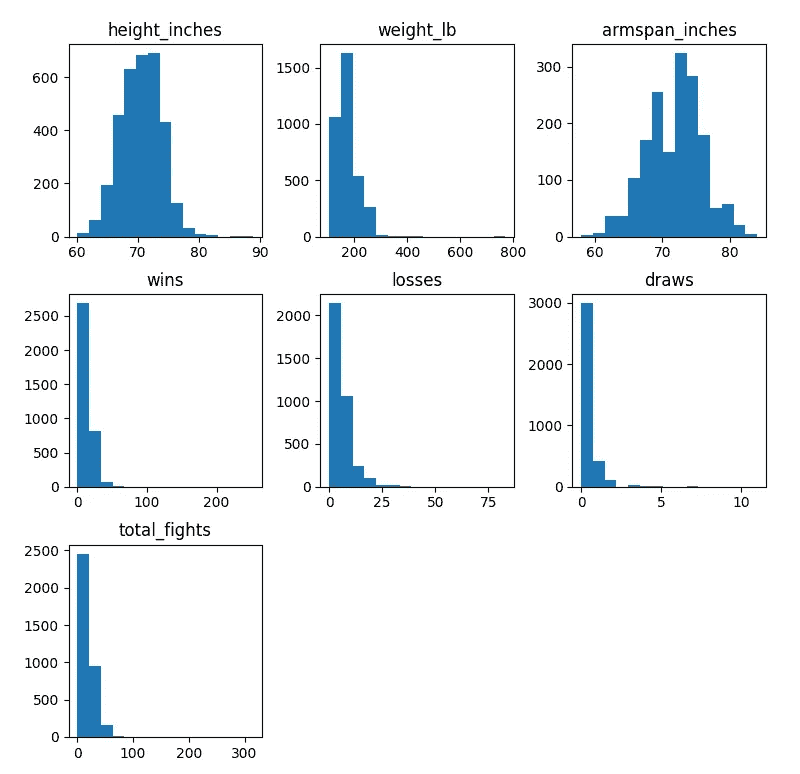 height_inches weight_lb armspan_inches
600 400 200 0
60 70 80 90
1500 1000 500 0
200 400 600 800
300 200 100 0
60 70 80
wins losses draws
2500 2000 1500 1000 500 0
0 100 200
2000 1500 1000 500 0
0 25 50 75
3000 2000 1000 0
0 5 10
total_fights
2500 2000 1500 1000 500 0
0 100 200 300